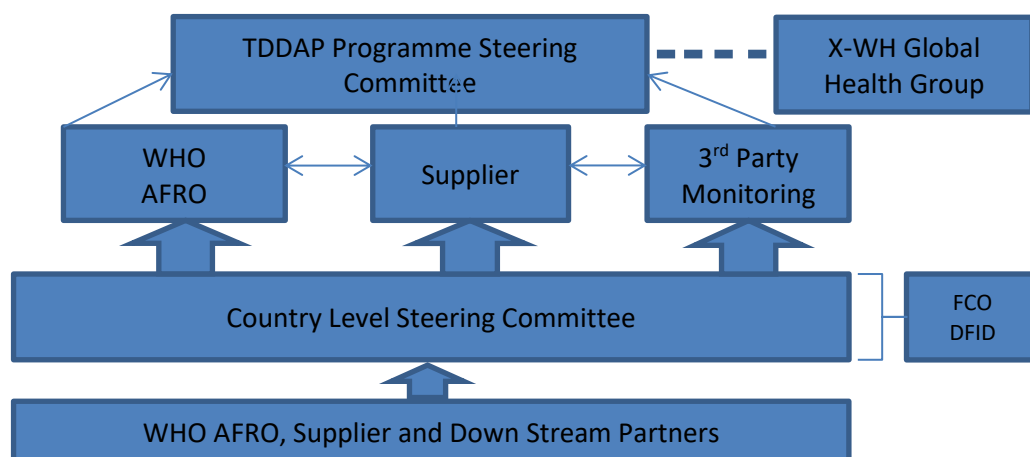 TDDAP Programme Steering
Committee
X-WH Global
Health Group
WHO
AFRO
Supplier
3rd Party
Monitoring
Country Level Steering Committee
FCO
DFID
WHO AFRO, Supplier and Down Stream Partners